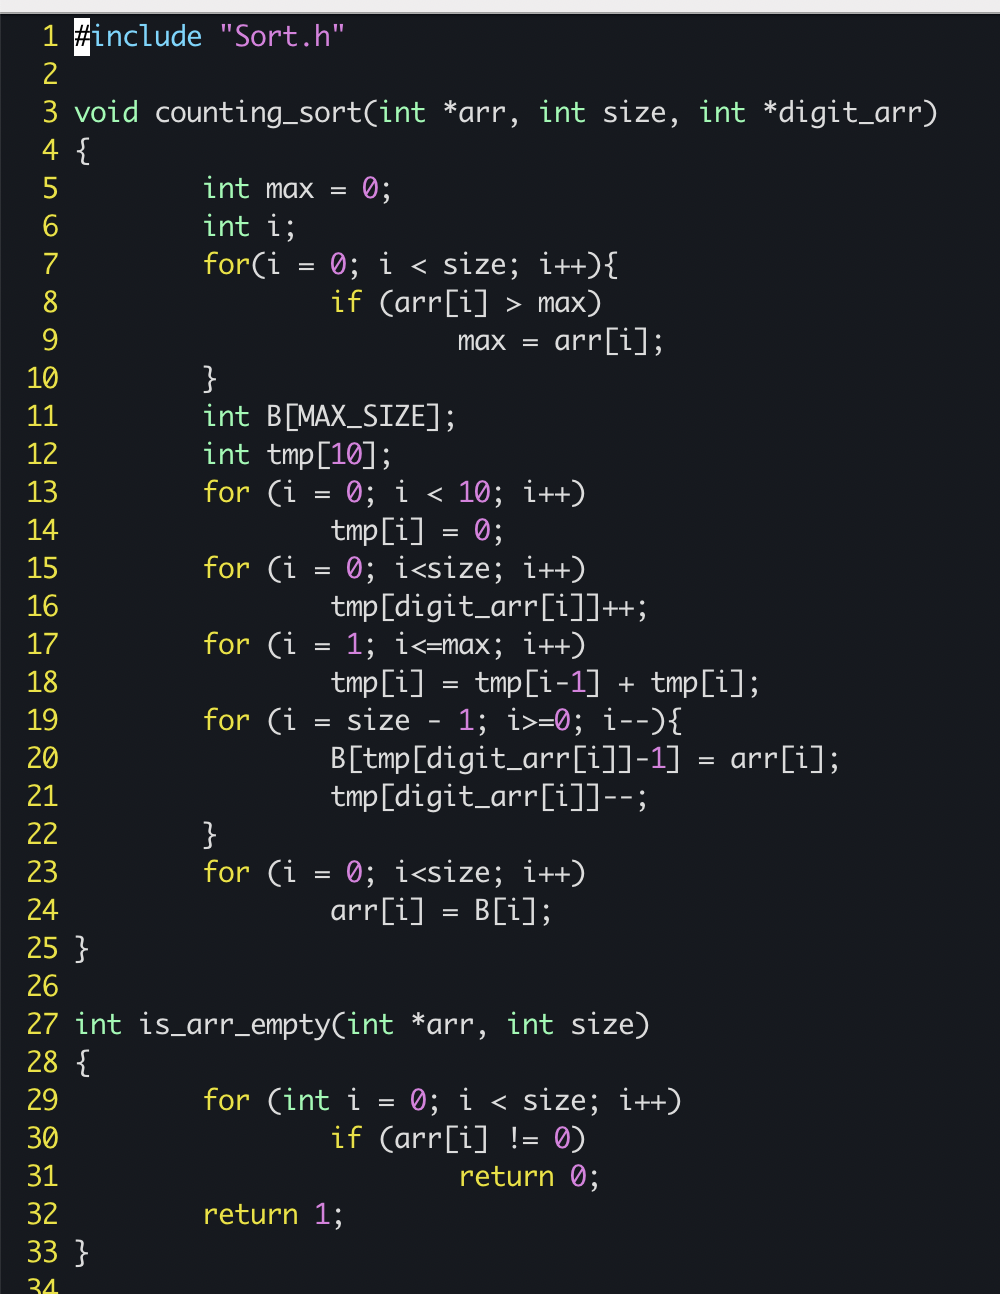 1 #include "Sort.h"
2
3 void counting_sort(int *arr, int size, int *digit_arr)
4 {
5         int max = 0;
6         int i;
7         for(i = 0; i < size; i++){
8                 if (arr[i] > max)
9                         max = arr[i];
10         }
11         int B[MAX_SIZE];
12         int tmp[10];
13         for (i = 0; i < 10; i++)
14                 tmp[i] = 0;
15         for (i = 0; i<size; i++)
16                 tmp[digit_arr[i]]++;
17         for (i = 1; i<=max; i++)
18                 tmp[i] = tmp[i-1] + tmp[i];
19         for (i = size - 1; i>=0; i--){
20                 B[tmp[digit_arr[i]]-1] = arr[i];
21                 tmp[digit_arr[i]]--;
22         }
23         for (i = 0; i<size; i++)
24                 arr[i] = B[i];
25 }
26
27 int is_arr_empty(int *arr, int size)
28 {
29         for (int i = 0; i < size; i++)
30                 if (arr[i] != 0)
31                         return 0;
32         return 1;
33 }
34